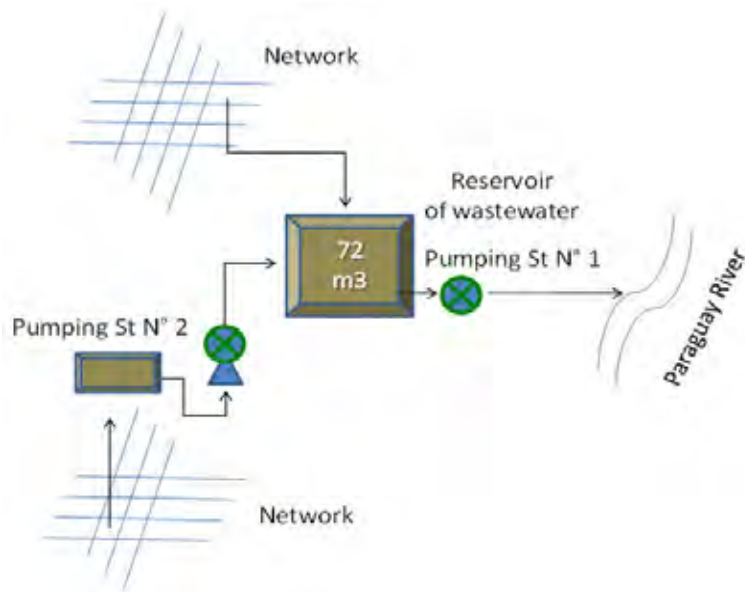 Network
Reservoir
of wastewater
72
m3
Pumping St N° 1
Paraguay River
Pumping St N° 2
Network